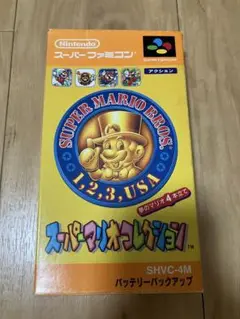 Nintendo
スーパーファミコン
SUPER FAMICOM
アクション
SUPER MARIO BROS.
1,2,3,USA
夢のマリオ4本立て
スーパーマリオコレクション
SHVC-4M
バッテリーバックアップ